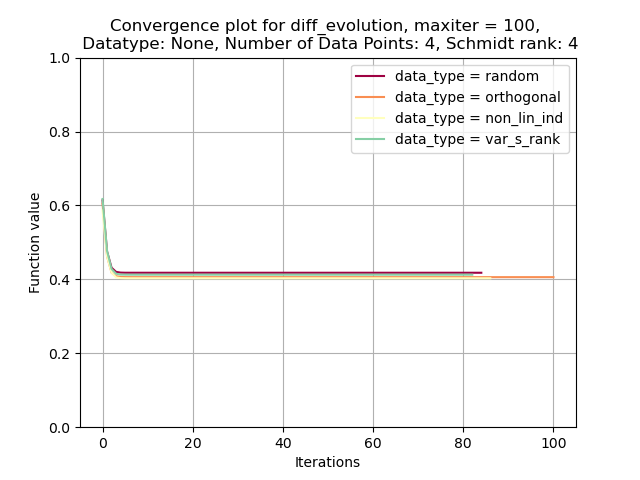 Convergence plot for diff_evolution, maxiter = 100,
Datatype: None, Number of Data Points: 4, Schmidt rank: 4
data_type = random
data_type = orthogonal
data_type = non_lin_ind
data_type = var_s_rank
1.0
0.8
0.6
0.4
0.2
0.0
Function value
0 20 40 60 80 100
Iterations